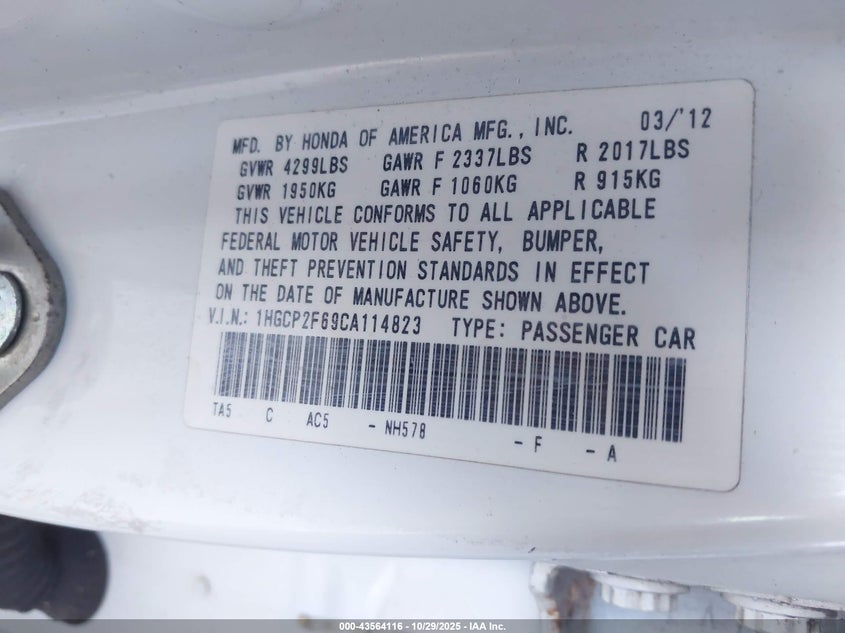 MFD. BY HONDA OF AMERICA MFG., INC. 03/'12
GVWR 4299LBS GAWR F 2337LBS R 2017LBS
GVWR 1950KG GAWR F 1060KG R 915KG
THIS VEHICLE CONFORMS TO ALL APPLICABLE
FEDERAL MOTOR VEHICLE SAFETY, BUMPER,
AND THEFT PREVENTION STANDARDS IN EFFECT
ON THE DATE OF MANUFACTURE SHOWN ABOVE.
V.I.N.: 1HGCP2F69CA114823 TYPE: PASSENGER CAR
TA5 C AC5 - NH578 - F - A
000-43564116 | 10/29/2025 - IAA Inc.